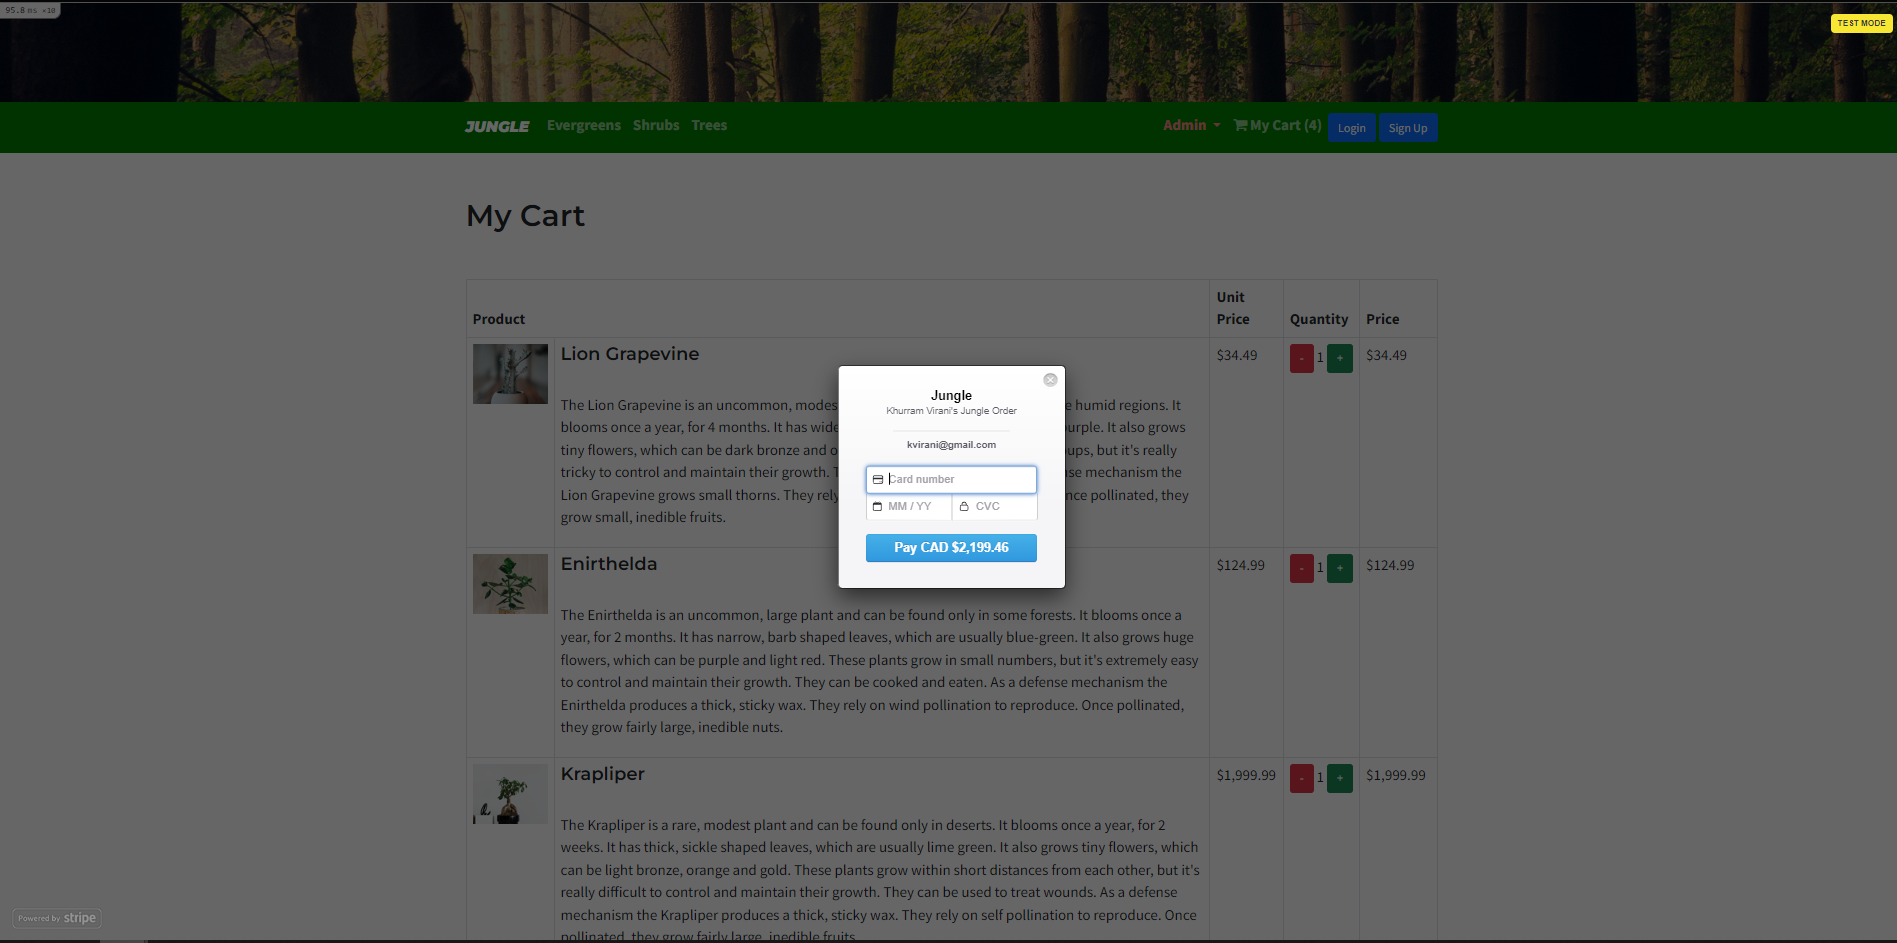 95.8 ms ×10
TEST MODE
JUNGLE Evergreens Shrubs Trees Admin My Cart (4) Login Sign Up
My Cart
Product Unit Price Quantity Price
Lion Grapevine $34.49 - 1 + $34.49
The Lion Grapevine is an uncommon, modes e humid regions. It
blooms once a year, for 4 months. It has wide urple. It also grows
tiny flowers, which can be dark bronze and o ups, but it's really
tricky to control and maintain their growth. T se mechanism the
Lion Grapevine grows small thorns. They rely nce pollinated, they
grow small, inedible fruits.
Jungle
Khurram Virani's Jungle Order
kvirani@gmail.com
Card number
MM / YY CVC
Pay CAD $2,199.46
Enirthelda $124.99 - 1 + $124.99
The Enirthelda is an uncommon, large plant and can be found only in some forests. It blooms once a
year, for 2 months. It has narrow, barb shaped leaves, which are usually blue-green. It also grows huge
flowers, which can be purple and light red. These plants grow in small numbers, but it's extremely easy
to control and maintain their growth. They can be cooked and eaten. As a defense mechanism the
Enirthelda produces a thick, sticky wax. They rely on wind pollination to reproduce. Once pollinated,
they grow fairly large, inedible nuts.
Krapliper $1,999.99 - 1 + $1,999.99
The Krapliper is a rare, modest plant and can be found only in deserts. It blooms once a year, for 2
weeks. It has thick, sickle shaped leaves, which are usually lime green. It also grows tiny flowers, which
can be light bronze, orange and gold. These plants grow within short distances from each other, but it's
really difficult to control and maintain their growth. They can be used to treat wounds. As a defense
mechanism the Krapliper produces a thick, sticky wax. They rely on self pollination to reproduce. Once
pollinated, they grow fairly large, inedible fruits.
Powered by stripe